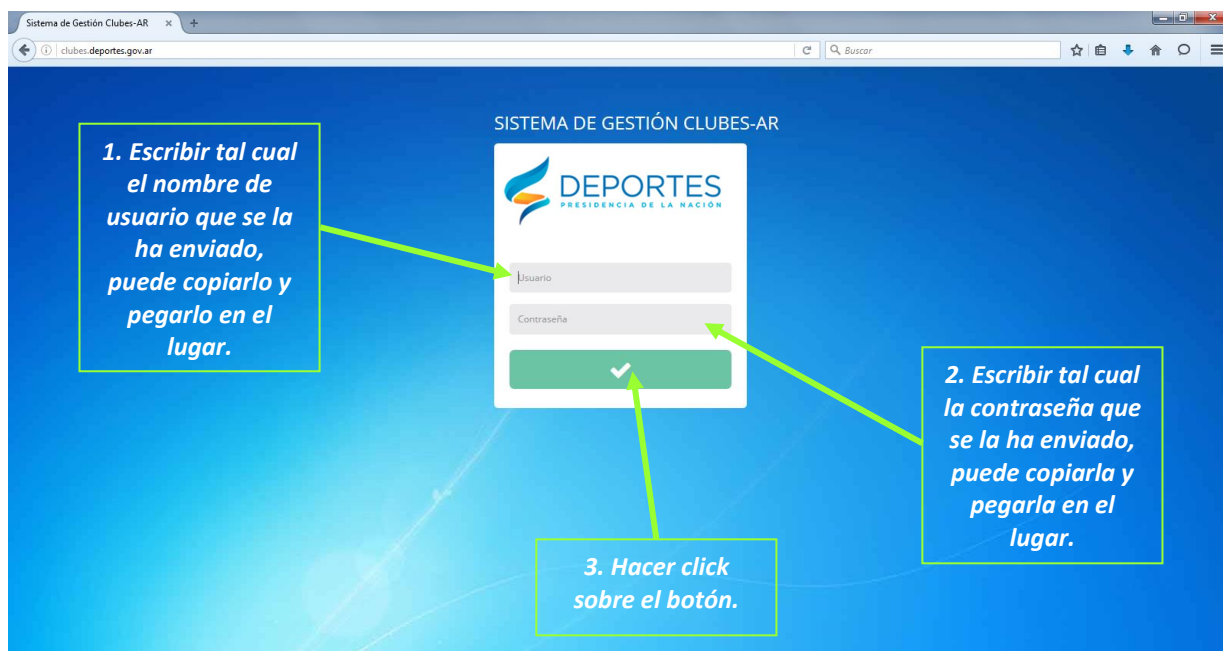 Sistema de Gestión Clubes-AR
clubes.deportes.gov.ar
Buscar
SISTEMA DE GESTIÓN CLUBES-AR
DEPORTES
PRESIDENCIA DE LA NACIÓN
Usuario
Contraseña
1. Escribir tal cual
el nombre de
usuario que se la
ha enviado,
puede copiarlo y
pegarlo en el
lugar.
2. Escribir tal cual
la contraseña que
se la ha enviado,
puede copiarla y
pegarla en el
lugar.
3. Hacer click
sobre el botón.